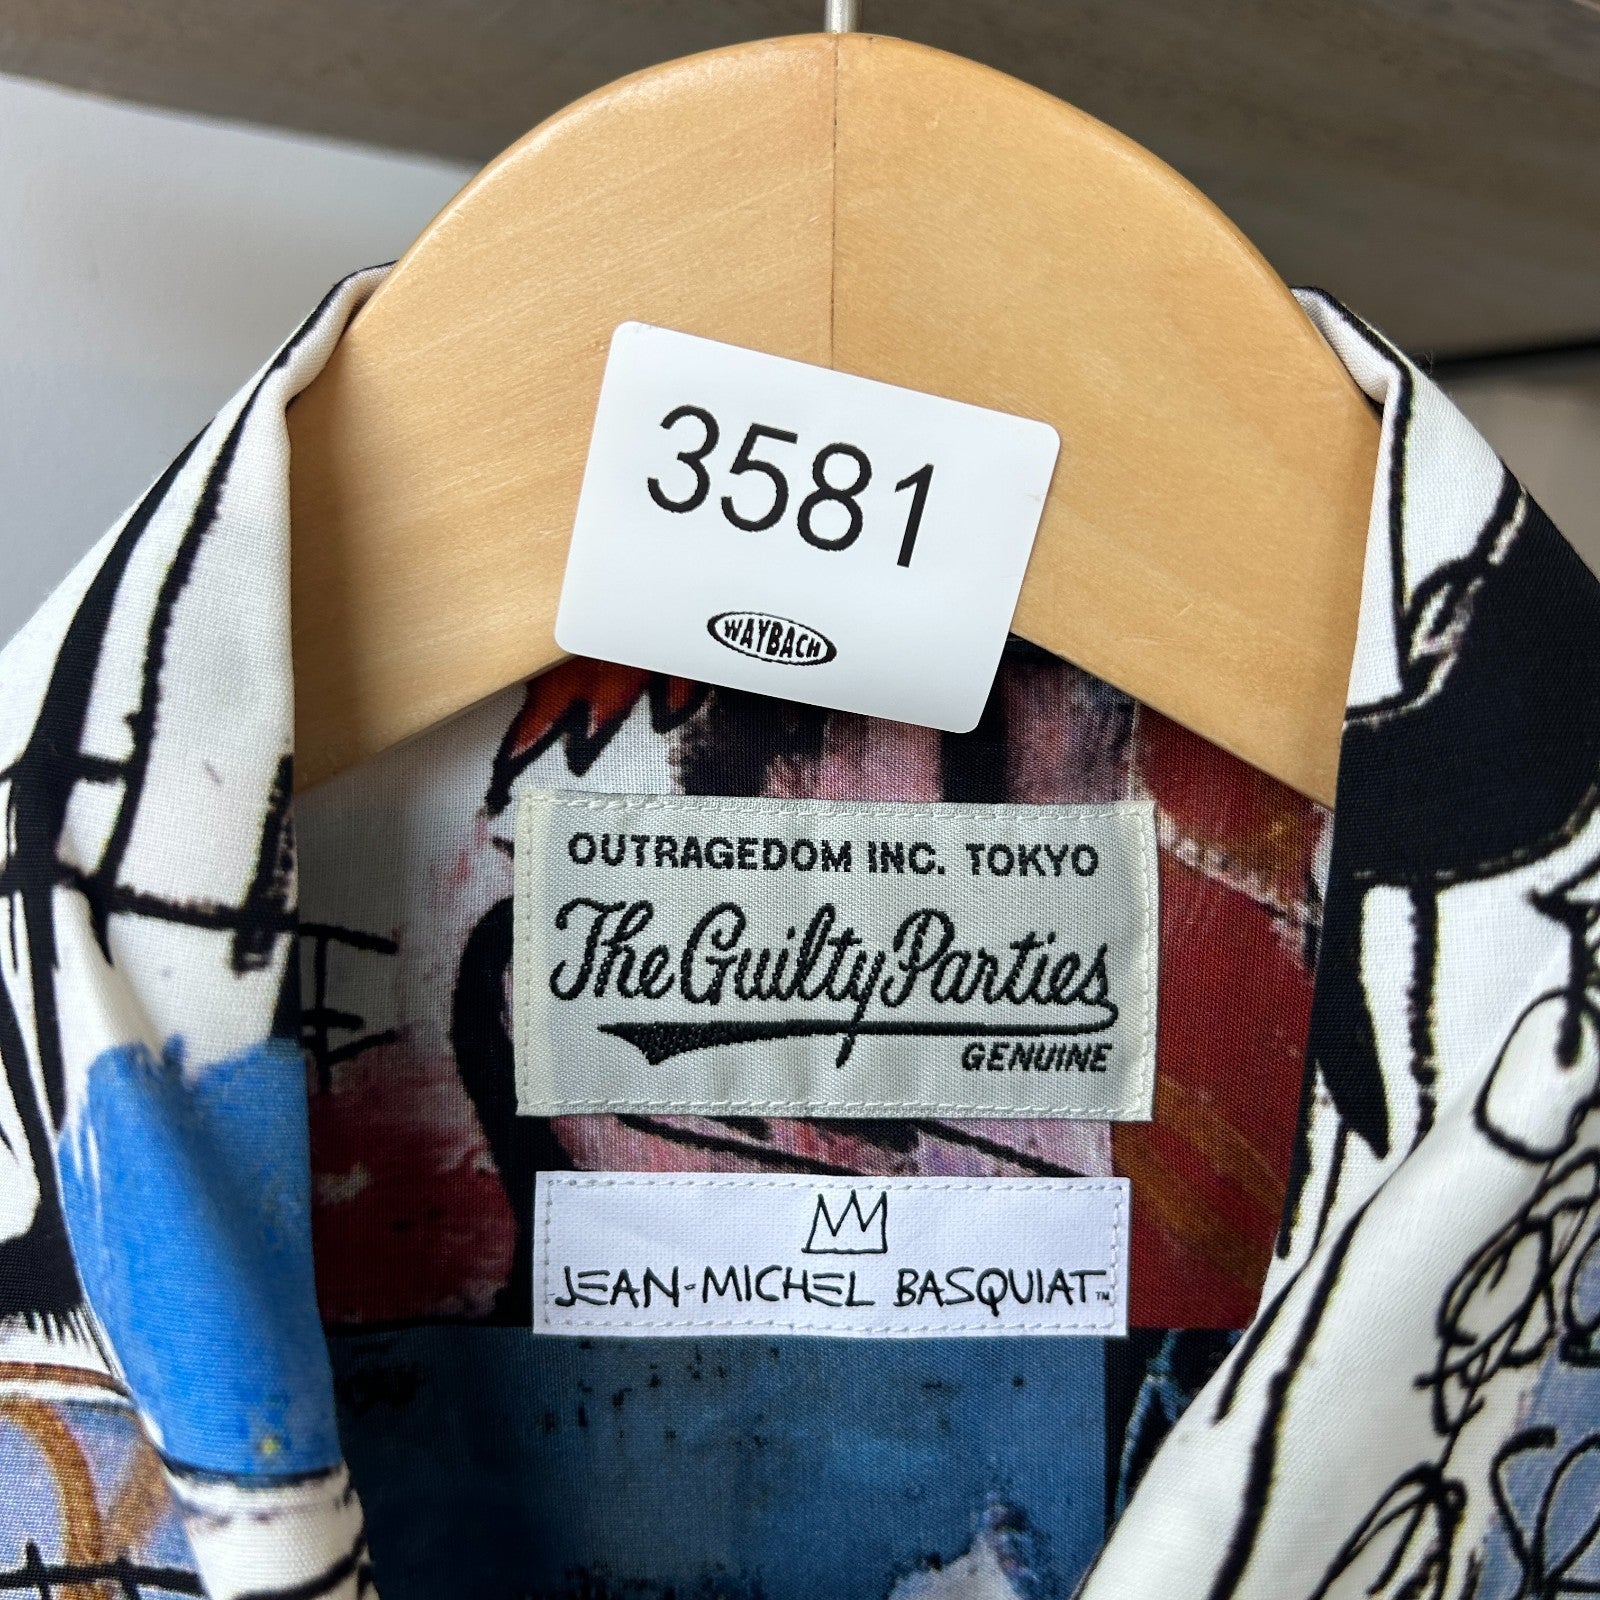 3581
WAYBACH
OUTRAGEDOM INC. TOKYO
The Guilty Parties
GENUINE
JEAN-MICHEL BASQUIAT™